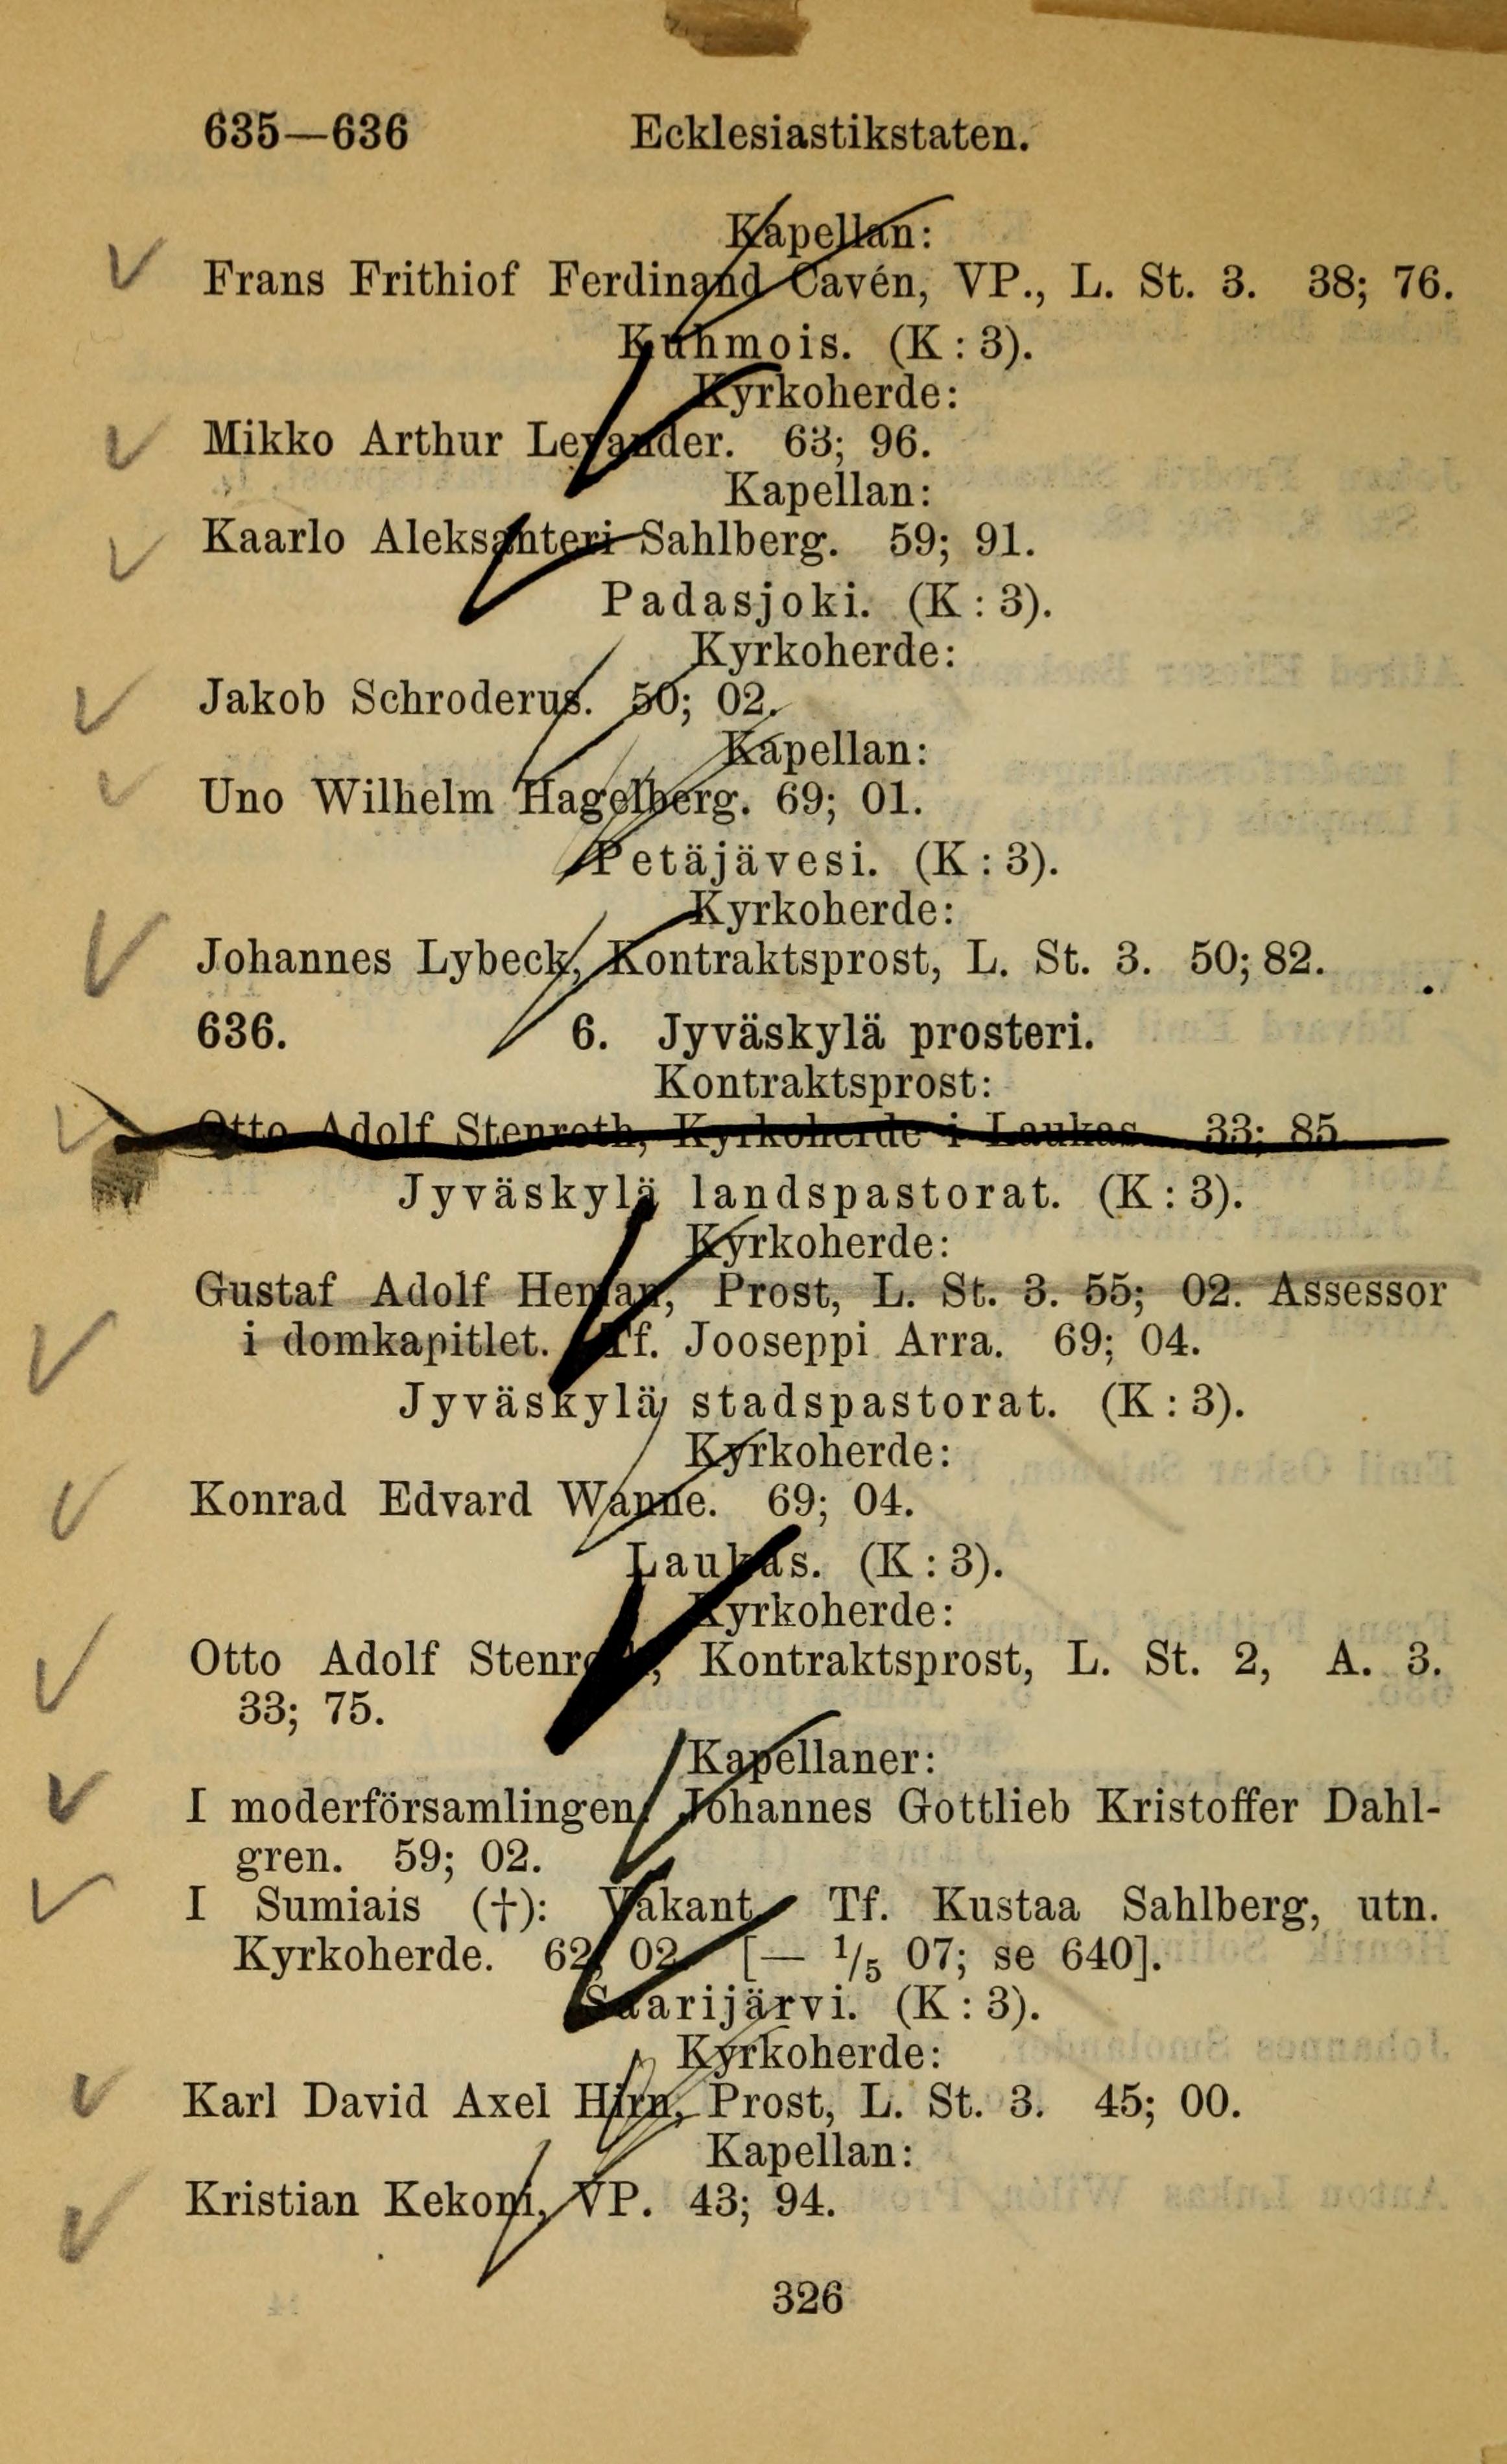 635—636 Ecklesiastikstaten.
Kapellan:
Frans Frithiof Ferdinand Cavén, VP., L. St. 3. 38; 76.
Kuhmois. (K: 3).
Kyrkoherde:
Mikko Arthur Levander. 63; 96.
Kapellan:
Kaarlo Aleksanteri Sahlberg. 59; 91.
Padasjoki. (K: 3).
Kyrkoherde:
Jakob Schroderus. 50; 02.
Kapellan:
Uno Wilhelm Hagelberg. 69; 01.
Petäjävesi. (K: 3).
Kyrkoherde:
Johannes Lybeck, Kontraktsprost, L. St. 3. 50; 82.
636. 6. Jyväskylä prosteri.
Kontraktsprost:
Otto Adolf Stenroth, Kyrkoherde i Laukas. 33; 85.
Jyväskylä landspastorat. (K: 3).
Kyrkoherde:
Gustaf Adolf Heman, Prost, L. St. 3. 55; 02. Assessor
i domkapitlet. Tf. Jooseppi Arra. 69; 04.
Jyväskylä stadspastorat. (K: 3).
Kyrkoherde:
Konrad Edvard Wanne. 69; 04.
Laukas. (K: 3).
Kyrkoherde:
Otto Adolf Stenroth, Kontraktsprost, L. St. 2, A. 3.
33; 75.
Kapellaner:
I moderförsamlingen: Johannes Gottlieb Kristoffer Dahl-
gren. 59; 02.
I Sumiais (†): Vakant. Tf. Kustaa Sahlberg, utn.
Kyrkoherde. 62; 02. [— 1/5 07; se 640].
Saarijärvi. (K: 3).
Kyrkoherde:
Karl David Axel Hirn, Prost, L. St. 3. 45; 00.
Kapellan:
Kristian Kekoni, VP. 43; 94.
326